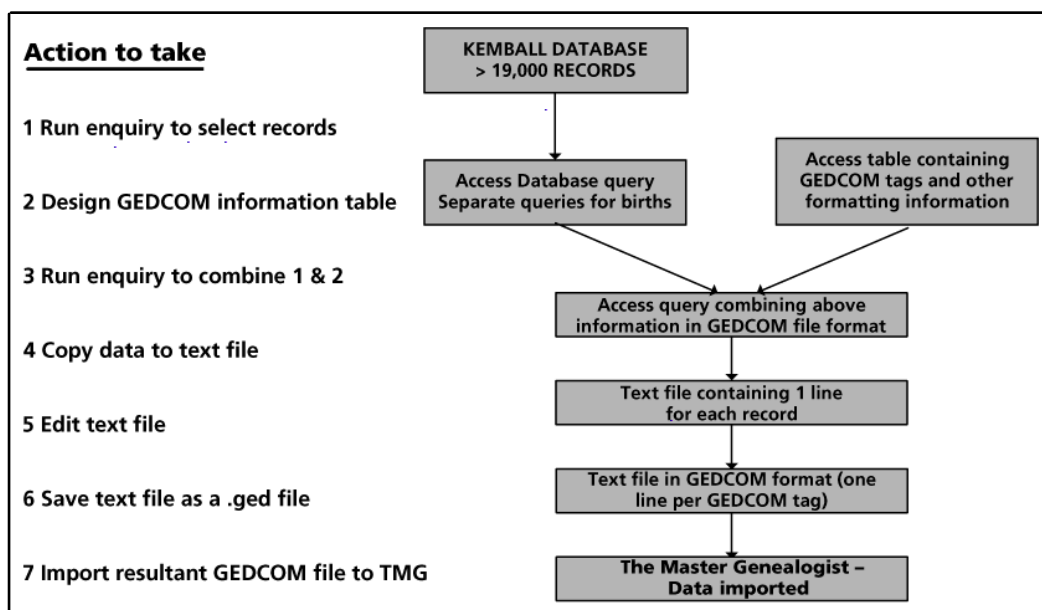 Action to take
1 Run enquiry to select records
2 Design GEDCOM information table
3 Run enquiry to combine 1 & 2
4 Copy data to text file
5 Edit text file
6 Save text file as a .ged file
7 Import resultant GEDCOM file to TMG
KEMBALL DATABASE
> 19,000 RECORDS
Access Database query
Separate queries for births
Access table containing
GEDCOM tags and other
formatting information
Access query combining above
information in GEDCOM file format
Text file containing 1 line
for each record
Text file in GEDCOM format (one
line per GEDCOM tag)
The Master Genealogist –
Data imported